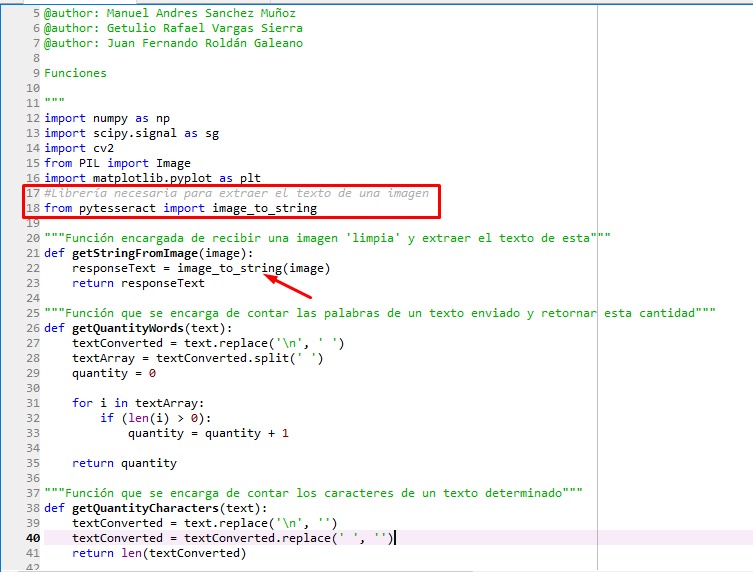 5 @author: Manuel Andres Sanchez Muñoz
6 @author: Getulio Rafael Vargas Sierra
7 @author: Juan Fernando Roldán Galeano
8
9 Funciones
10
11 """
12 import numpy as np
13 import scipy.signal as sg
14 import cv2
15 from PIL import Image
16 import matplotlib.pyplot as plt
17 #Librería necesaria para extraer el texto de una imagen
18 from pytesseract import image_to_string
19
20 """Función encargada de recibir una imagen 'limpia' y extraer el texto de esta"""
21 def getStringFromImage(image):
22     responseText = image_to_string(image)
23     return responseText
24
25 """Función que se encarga de contar las palabras de un texto enviado y retornar esta cantidad"""
26 def getQuantityWords(text):
27     textConverted = text.replace('\n', ' ')
28     textArray = textConverted.split(' ')
29     quantity = 0
30
31     for i in textArray:
32         if (len(i) > 0):
33             quantity = quantity + 1
34
35     return quantity
36
37 """Función que se encarga de contar los caracteres de un texto determinado"""
38 def getQuantityCharacters(text):
39     textConverted = text.replace('\n', '')
40     textConverted = textConverted.replace(' ', '')
41     return len(textConverted)
42